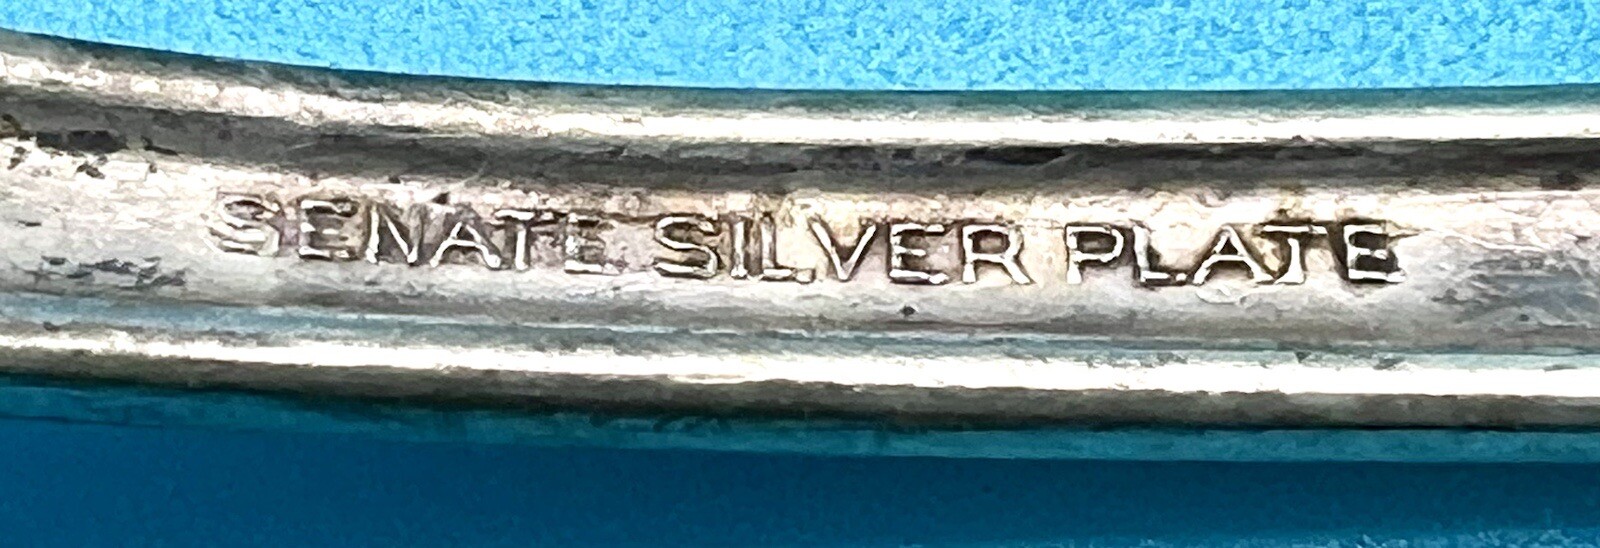 SENATE SILVER PLATE